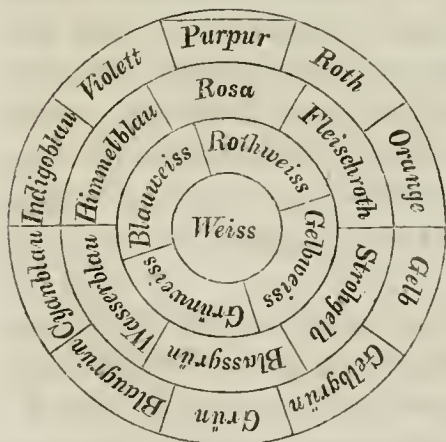 Purpur
Roth
Orange
Gelb
Gelbgrün
Grün
Blaugrün
Cyanblau
Indigoblau
Violett
Rosa
Fleischroth
Strohgelb
Blassgrün
Wasserblau
Himmelblau
Rothweiss
Gelbweiss
Grünweiss
Blauweiss
Weiss